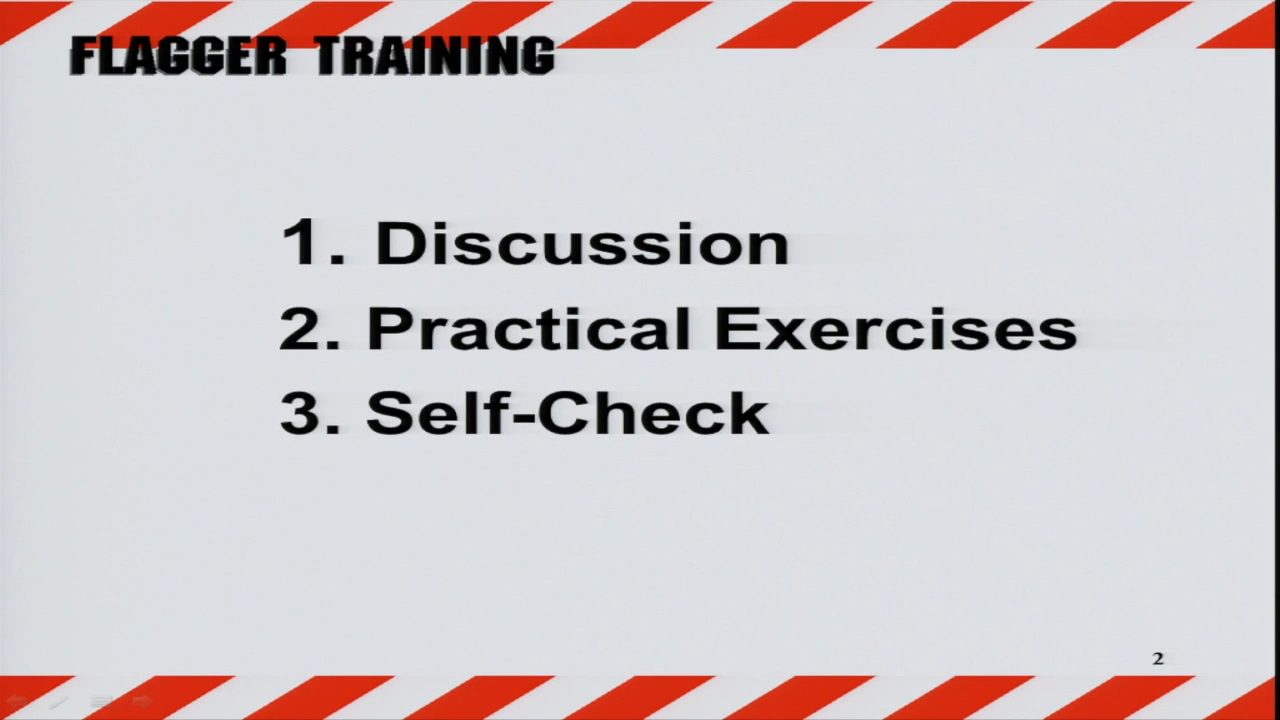 FLAGGER TRAINING
1. Discussion
2. Practical Exercises
3. Self-Check
2